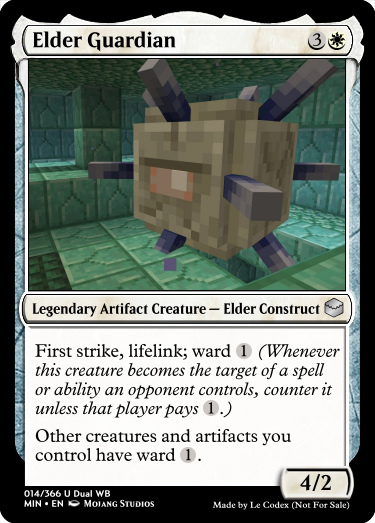 Elder Guardian 3
Legendary Artifact Creature — Elder Construct
First strike, lifelink; ward 1 (Whenever
this creature becomes the target of a spell
or ability an opponent controls, counter it
unless that player pays 1.)
Other creatures and artifacts you
control have ward 1.
4/2
014/366 U Dual WB
MIN • EN Mojang Studios
Made by Le Codex (Not For Sale)